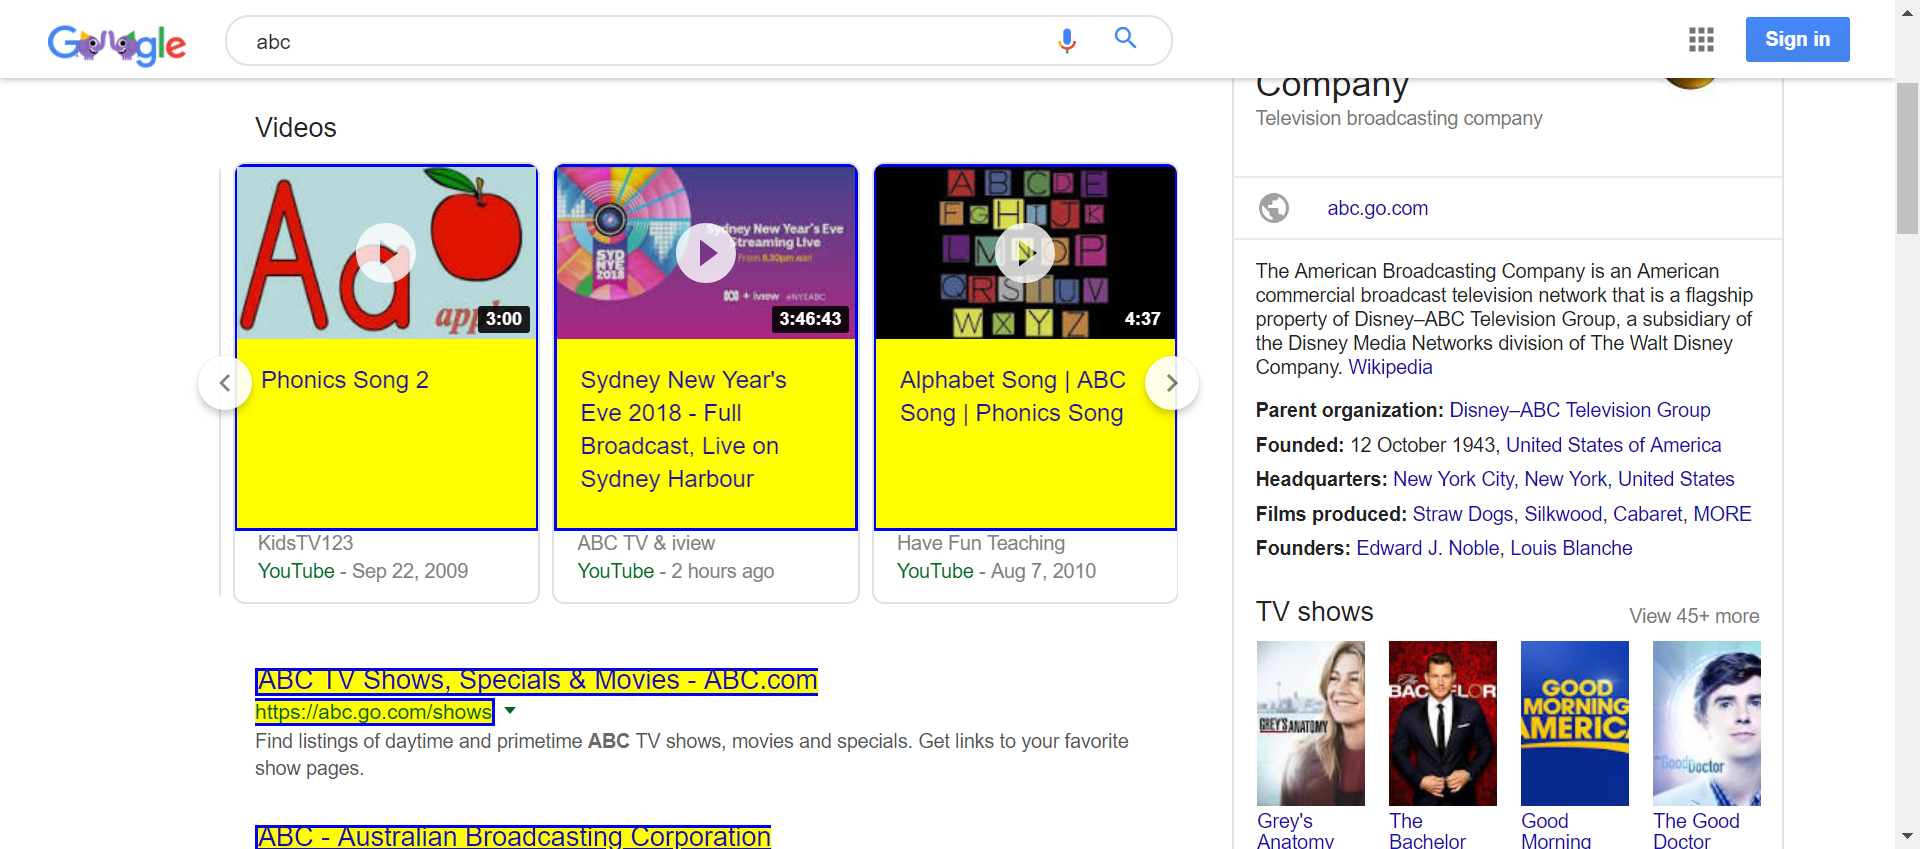 Google
abc
Sign in
Videos
Aa
app
3:00
Phonics Song 2
KidsTV123
YouTube - Sep 22, 2009
Sydney New Year's Eve
Streaming Live
From 8.30pm AEDT
SYD
NYE
2018
+ iview #NYEABC
3:46:43
Sydney New Year's
Eve 2018 - Full
Broadcast, Live on
Sydney Harbour
ABC TV & iview
YouTube - 2 hours ago
A B C D E
F G H I J K
L M N O P
Q R S T U V
W X Y Z
4:37
Alphabet Song | ABC
Song | Phonics Song
Have Fun Teaching
YouTube - Aug 7, 2010
ABC TV Shows, Specials & Movies - ABC.com
https://abc.go.com/shows
Find listings of daytime and primetime ABC TV shows, movies and specials. Get links to your favorite
show pages.
ABC - Australian Broadcasting Corporation
Company
Television broadcasting company
abc.go.com
The American Broadcasting Company is an American
commercial broadcast television network that is a flagship
property of Disney–ABC Television Group, a subsidiary of
the Disney Media Networks division of The Walt Disney
Company. Wikipedia
Parent organization: Disney–ABC Television Group
Founded: 12 October 1943, United States of America
Headquarters: New York City, New York, United States
Films produced: Straw Dogs, Silkwood, Cabaret, MORE
Founders: Edward J. Noble, Louis Blanche
TV shows
View 45+ more
GREY'S ANATOMY
The
BACHELOR
GOOD
MORNING
AMERICA
Good Doctor
Grey's
Anatomy
The
Bachelor
Good
Morning
The Good
Doctor